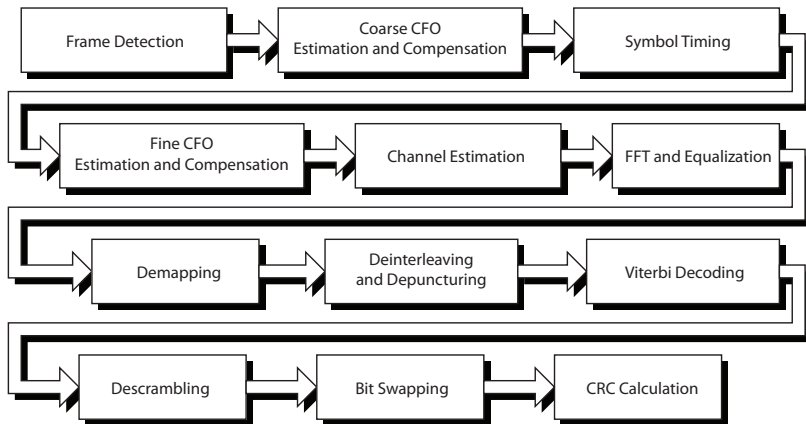 Frame Detection
Coarse CFO
Estimation and Compensation
Symbol Timing
Fine CFO
Estimation and Compensation
Channel Estimation
FFT and Equalization
Demapping
Deinterleaving
and Depuncturing
Viterbi Decoding
Descrambling
Bit Swapping
CRC Calculation